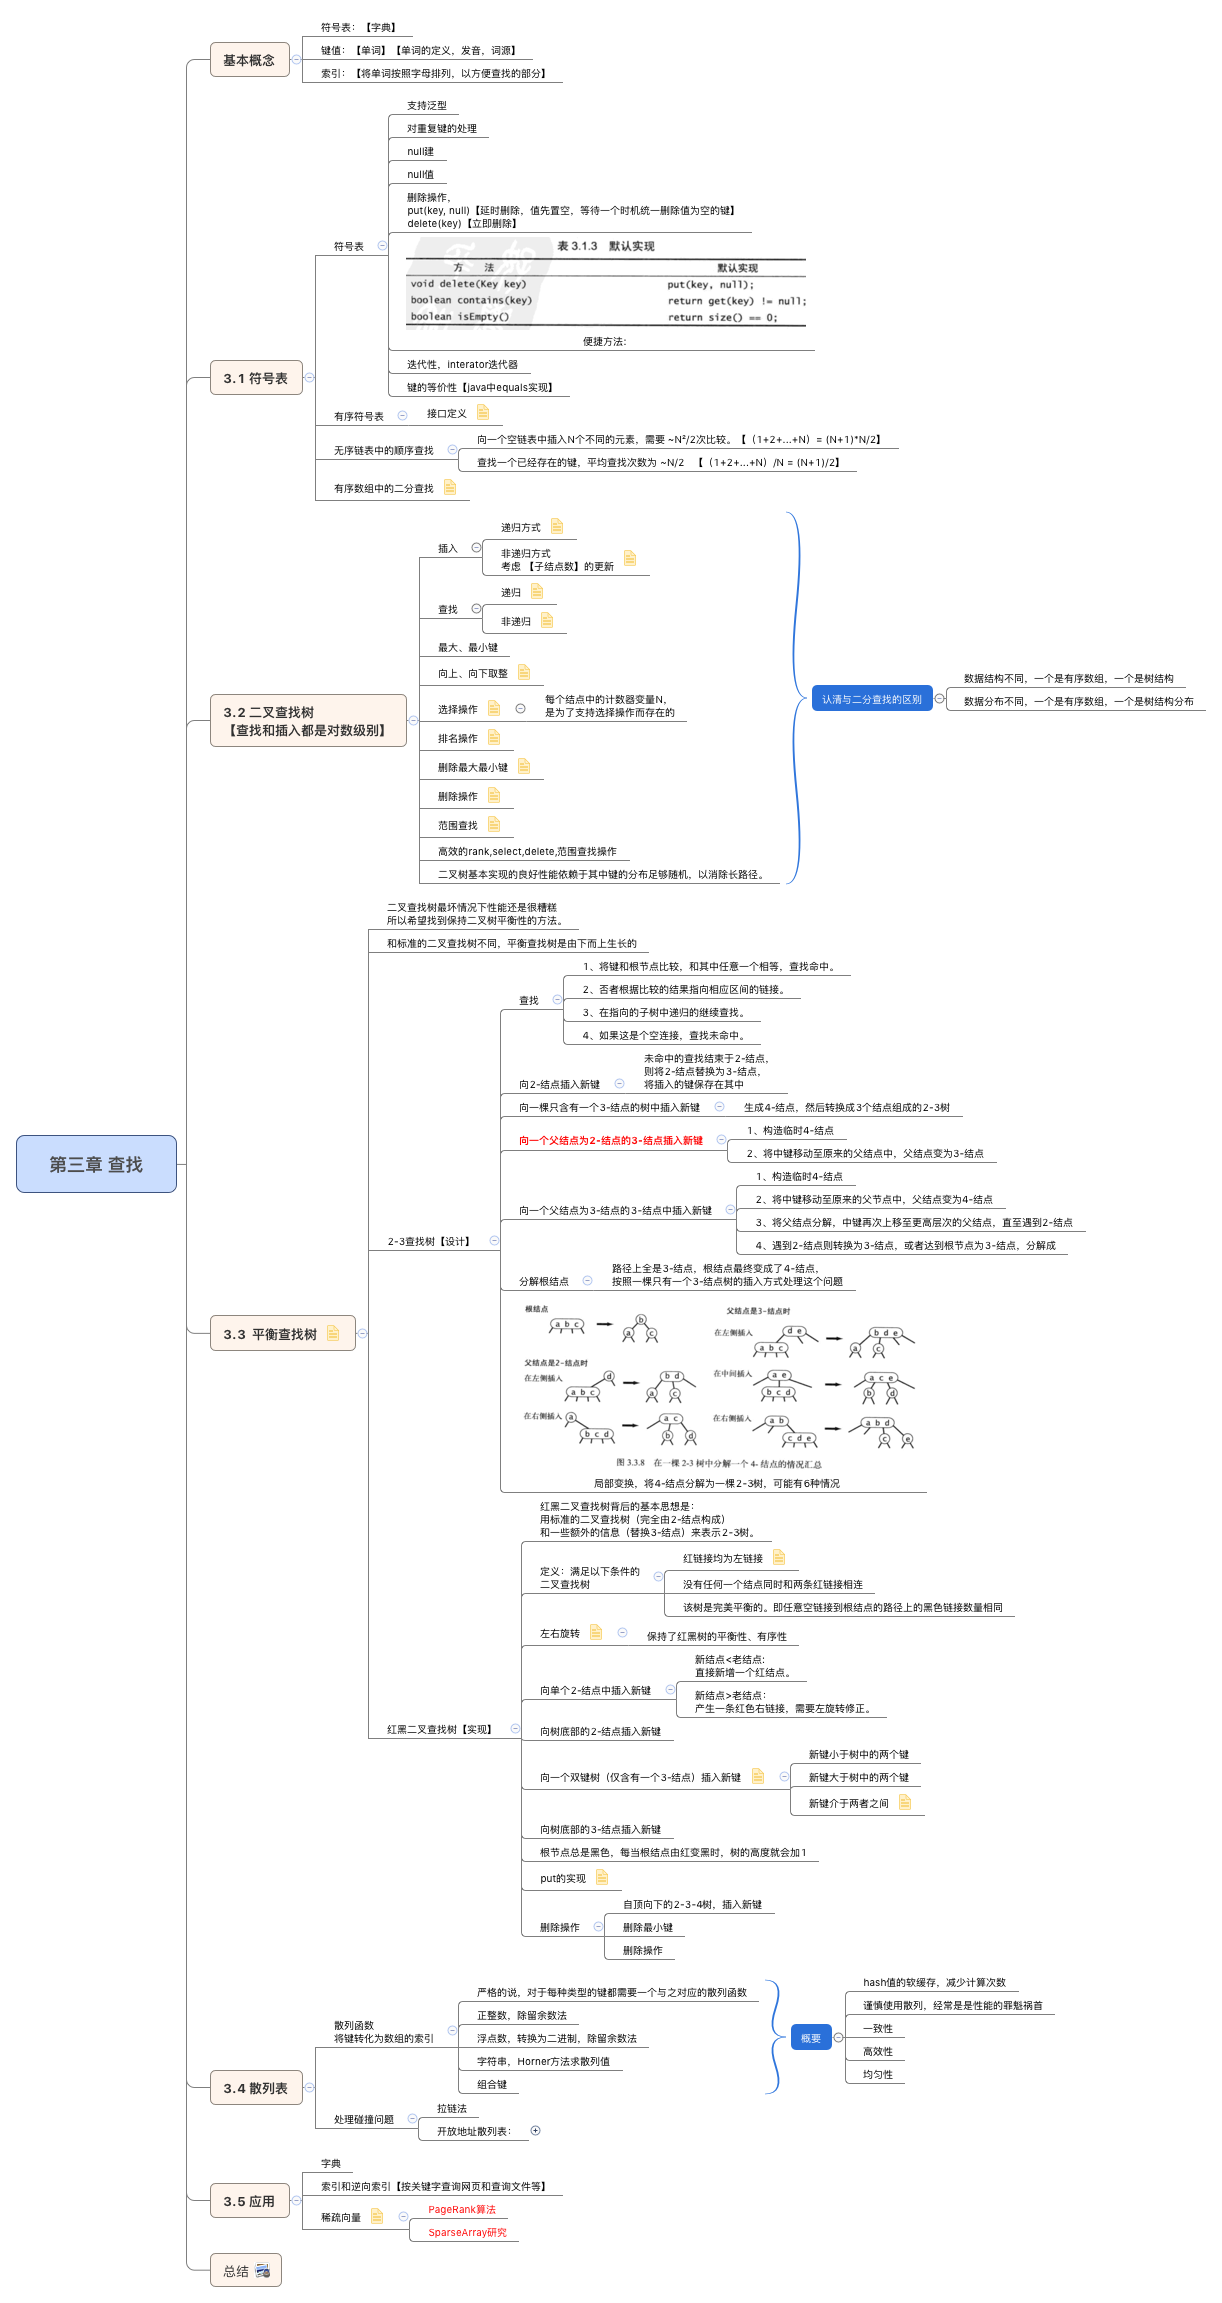 第三章 查找
基本概念
符号表：【字典】
键值：【单词】【单词的定义，发音，词源】
索引：【将单词按照字母排列，以方便查找的部分】
3.1 符号表
符号表
支持泛型
对重复键的处理
null建
null值
删除操作，
put(key, null)【延时删除，值先置空，等待一个时机统一删除值为空的键】
delete(key)【立即删除】
表 3.1.3 默认实现
方 法 默认实现
void delete(Key key) put(key, null);
boolean contains(key) return get(key) != null;
boolean isEmpty() return size() == 0;
便捷方法:
迭代性，interator迭代器
键的等价性【java中equals实现】
有序符号表
接口定义
无序链表中的顺序查找
向一个空链表中插入N个不同的元素，需要 ~N²/2次比较。【（1+2+...+N）= (N+1)*N/2】
查找一个已经存在的键，平均查找次数为 ~N/2 【（1+2+...+N）/N = (N+1)/2】
有序数组中的二分查找
3.2 二叉查找树
【查找和插入都是对数级别】
插入
递归方式
非递归方式
考虑 【子结点数】的更新
查找
递归
非递归
最大、最小键
向上、向下取整
选择操作
每个结点中的计数器变量N，
是为了支持选择操作而存在的
排名操作
删除最大最小键
删除操作
范围查找
高效的rank,select,delete,范围查找操作
二叉树基本实现的良好性能依赖于其中键的分布足够随机，以消除长路径。
认清与二分查找的区别
数据结构不同，一个是有序数组，一个是树结构
数据分布不同，一个是有序数组，一个是树结构分布
3.3 平衡查找树
二叉查找树最坏情况下性能还是很糟糕
所以希望找到保持二叉树平衡性的方法。
和标准的二叉查找树不同，平衡查找树是由下而上生长的
2-3查找树【设计】
查找
1、将键和根节点比较，和其中任意一个相等，查找命中。
2、否者根据比较的结果指向相应区间的链接。
3、在指向的子树中递归的继续查找。
4、如果这是个空连接，查找未命中。
向2-结点插入新键
未命中的查找结束于2-结点，
则将2-结点替换为3-结点，
将插入的键保存在其中
向一棵只含有一个3-结点的树中插入新键
生成4-结点，然后转换成3个结点组成的2-3树
向一个父结点为2-结点的3-结点插入新键
1、构造临时4-结点
2、将中键移动至原来的父结点中，父结点变为3-结点
向一个父结点为3-结点的3-结点中插入新键
1、构造临时4-结点
2、将中键移动至原来的父节点中，父结点变为4-结点
3、将父结点分解，中键再次上移至更高层次的父结点，直至遇到2-结点
4、遇到2-结点则转换为3-结点，或者达到根节点为3-结点，分解成
分解根结点
路径上全是3-结点，根结点最终变成了4-结点，
按照一棵只有一个3-结点树的插入方式处理这个问题
根结点
a b c
b
a c
父结点是2-结点时
在左侧插入
d
a b c
b d
a c
在右侧插入
a
b c d
a c
b d
父结点是3-结点时
在左侧插入
d e
a b c
b d e
a c
在中间插入
a e
b c d
a c e
b d
在右侧插入
a b
c d e
a b d
c e
图 3.3.8 在一棵 2-3 树中分解一个 4- 结点的情况汇总
局部变换，将4-结点分解为一棵2-3树，可能有6种情况
红黑二叉查找树【实现】
红黑二叉查找树背后的基本思想是：
用标准的二叉查找树（完全由2-结点构成）
和一些额外的信息（替换3-结点）来表示2-3树。
定义：满足以下条件的
二叉查找树
红链接均为左链接
没有任何一个结点同时和两条红链接相连
该树是完美平衡的。即任意空链接到根结点的路径上的黑色链接数量相同
左右旋转
保持了红黑树的平衡性、有序性
向单个2-结点中插入新键
新结点<老结点:
直接新增一个红结点。
新结点>老结点：
产生一条红色右链接，需要左旋转修正。
向树底部的2-结点插入新键
向一个双键树（仅含有一个3-结点）插入新键
新键小于树中的两个键
新键大于树中的两个键
新键介于两者之间
向树底部的3-结点插入新键
根节点总是黑色，每当根结点由红变黑时，树的高度就会加1
put的实现
删除操作
自顶向下的2-3-4树，插入新键
删除最小键
删除操作
3.4 散列表
散列函数
将键转化为数组的索引
严格的说，对于每种类型的键都需要一个与之对应的散列函数
正整数，除留余数法
浮点数，转换为二进制，除留余数法
字符串，Horner方法求散列值
组合键
概要
hash值的软缓存，减少计算次数
谨慎使用散列，经常是是性能的罪魁祸首
一致性
高效性
均匀性
处理碰撞问题
拉链法
开放地址散列表：
3.5 应用
字典
索引和逆向索引【按关键字查询网页和查询文件等】
稀疏向量
PageRank算法
SparseArray研究
总结